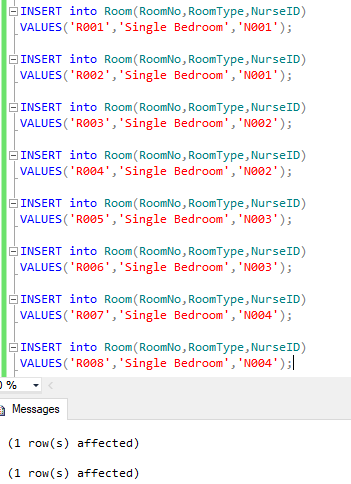 INSERT into Room(RoomNo,RoomType,NurseID)
VALUES('R001','Single Bedroom','N001');
INSERT into Room(RoomNo,RoomType,NurseID)
VALUES('R002','Single Bedroom','N001');
INSERT into Room(RoomNo,RoomType,NurseID)
VALUES('R003','Single Bedroom','N002');
INSERT into Room(RoomNo,RoomType,NurseID)
VALUES('R004','Single Bedroom','N002');
INSERT into Room(RoomNo,RoomType,NurseID)
VALUES('R005','Single Bedroom','N003');
INSERT into Room(RoomNo,RoomType,NurseID)
VALUES('R006','Single Bedroom','N003');
INSERT into Room(RoomNo,RoomType,NurseID)
VALUES('R007','Single Bedroom','N004');
INSERT into Room(RoomNo,RoomType,NurseID)
VALUES('R008','Single Bedroom','N004');
0 %
Messages
(1 row(s) affected)
(1 row(s) affected)